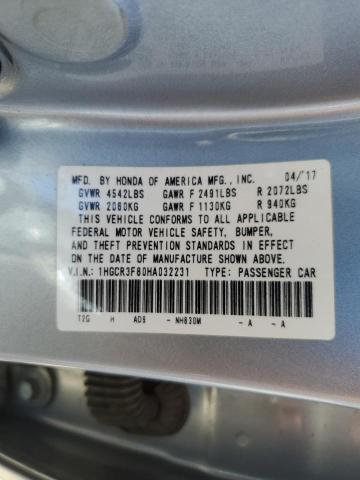 MFD. BY HONDA OF AMERICA MFG., INC. 04/17
GVWR 4542LBS GAWR F 2491LBS R 2072LBS
GVWR 2060KG GAWR F 1130KG R 940KG
THIS VEHICLE CONFORMS TO ALL APPLICABLE
FEDERAL MOTOR VEHICLE SAFETY, BUMPER,
AND THEFT PREVENTION STANDARDS IN EFFECT
ON THE DATE OF MANUFACTURE SHOWN ABOVE.
V.I.N.: 1HGCR3F80HA032231 TYPE: PASSENGER CAR
T2G H AD9 - NH830M - A - A